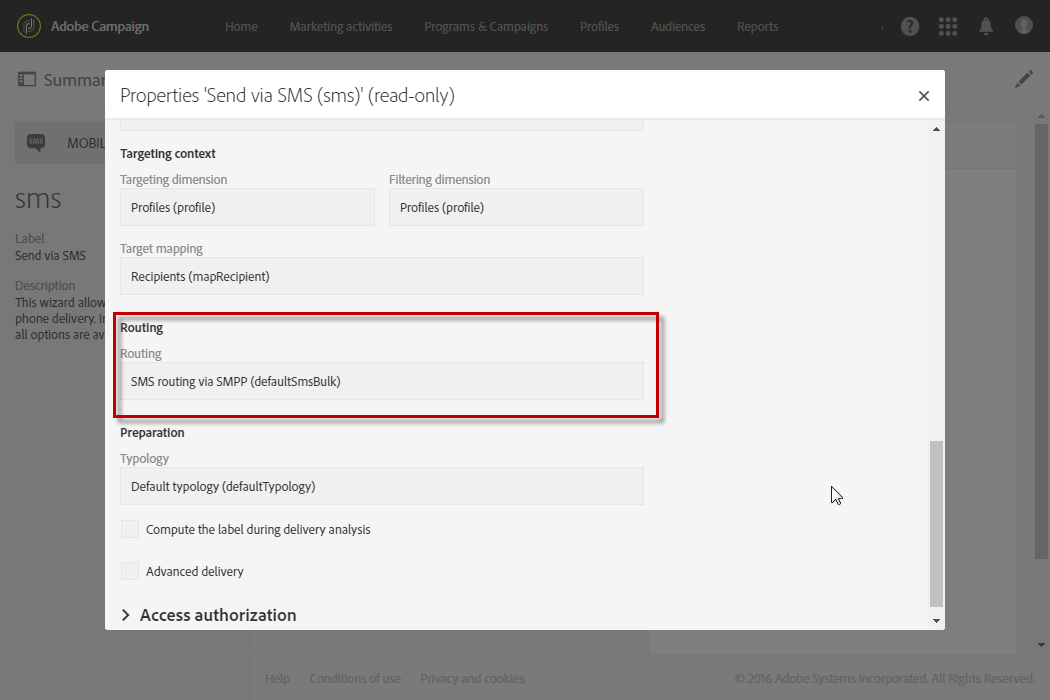 Adobe Campaign
Home
Marketing activities
Programs & Campaigns
Profiles
Audiences
Reports
?
Summar
Properties 'Send via SMS (sms)' (read-only)
SMS
MOBIL
sms
Label
Send via SMS
Description
This wizard allow
phone delivery. I
all options are av
Targeting context
Targeting dimension
Filtering dimension
Profiles (profile)
Profiles (profile)
Target mapping
Recipients (mapRecipient)
Routing
Routing
SMS routing via SMPP (defaultSmsBulk)
Preparation
Typology
Default typology (defaultTypology)
Compute the label during delivery analysis
Advanced delivery
Access authorization
Help
Conditions of use
Privacy and cookies
© 2016 Adobe Systems Incorporated. All Rights Reserved.